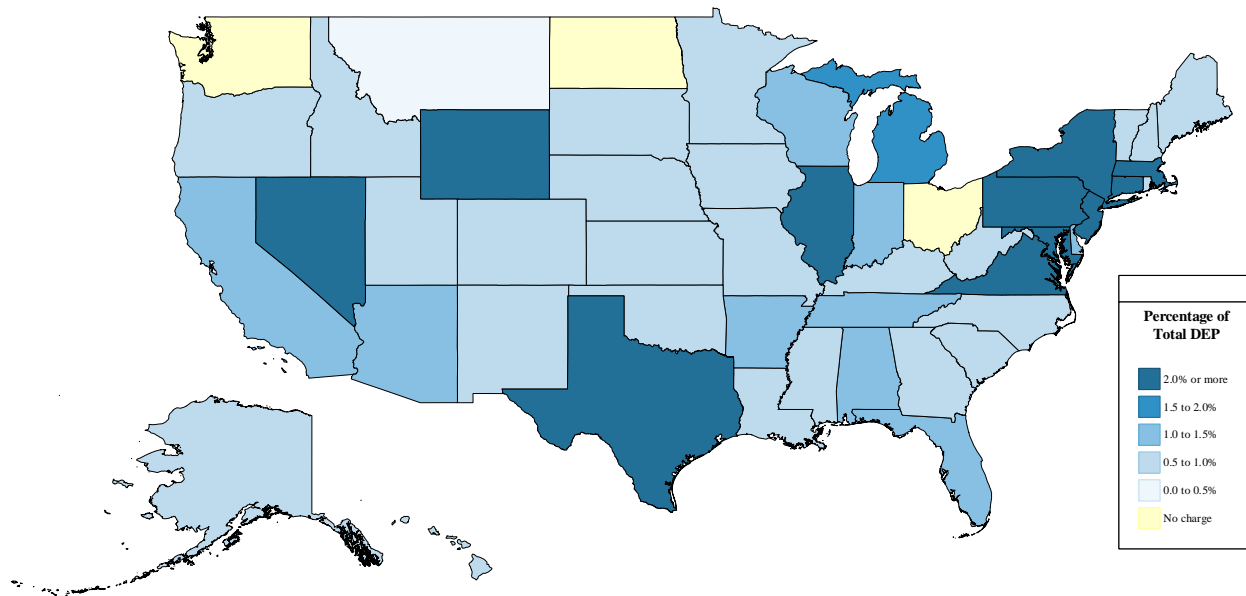 Percentage of
Total DEP
2.0% or more
1.5 to 2.0%
1.0 to 1.5%
0.5 to 1.0%
0.0 to 0.5%
No charge